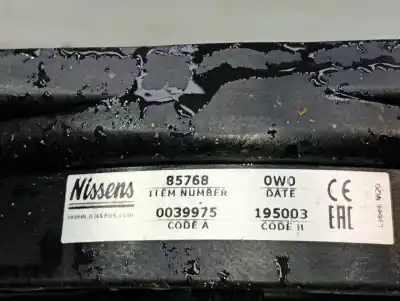 Nissens
www.nissens.com
85768
ITEM NUMBER
0W0
DATE
0039975
CODE A
195003
CODE H
CE
EAC